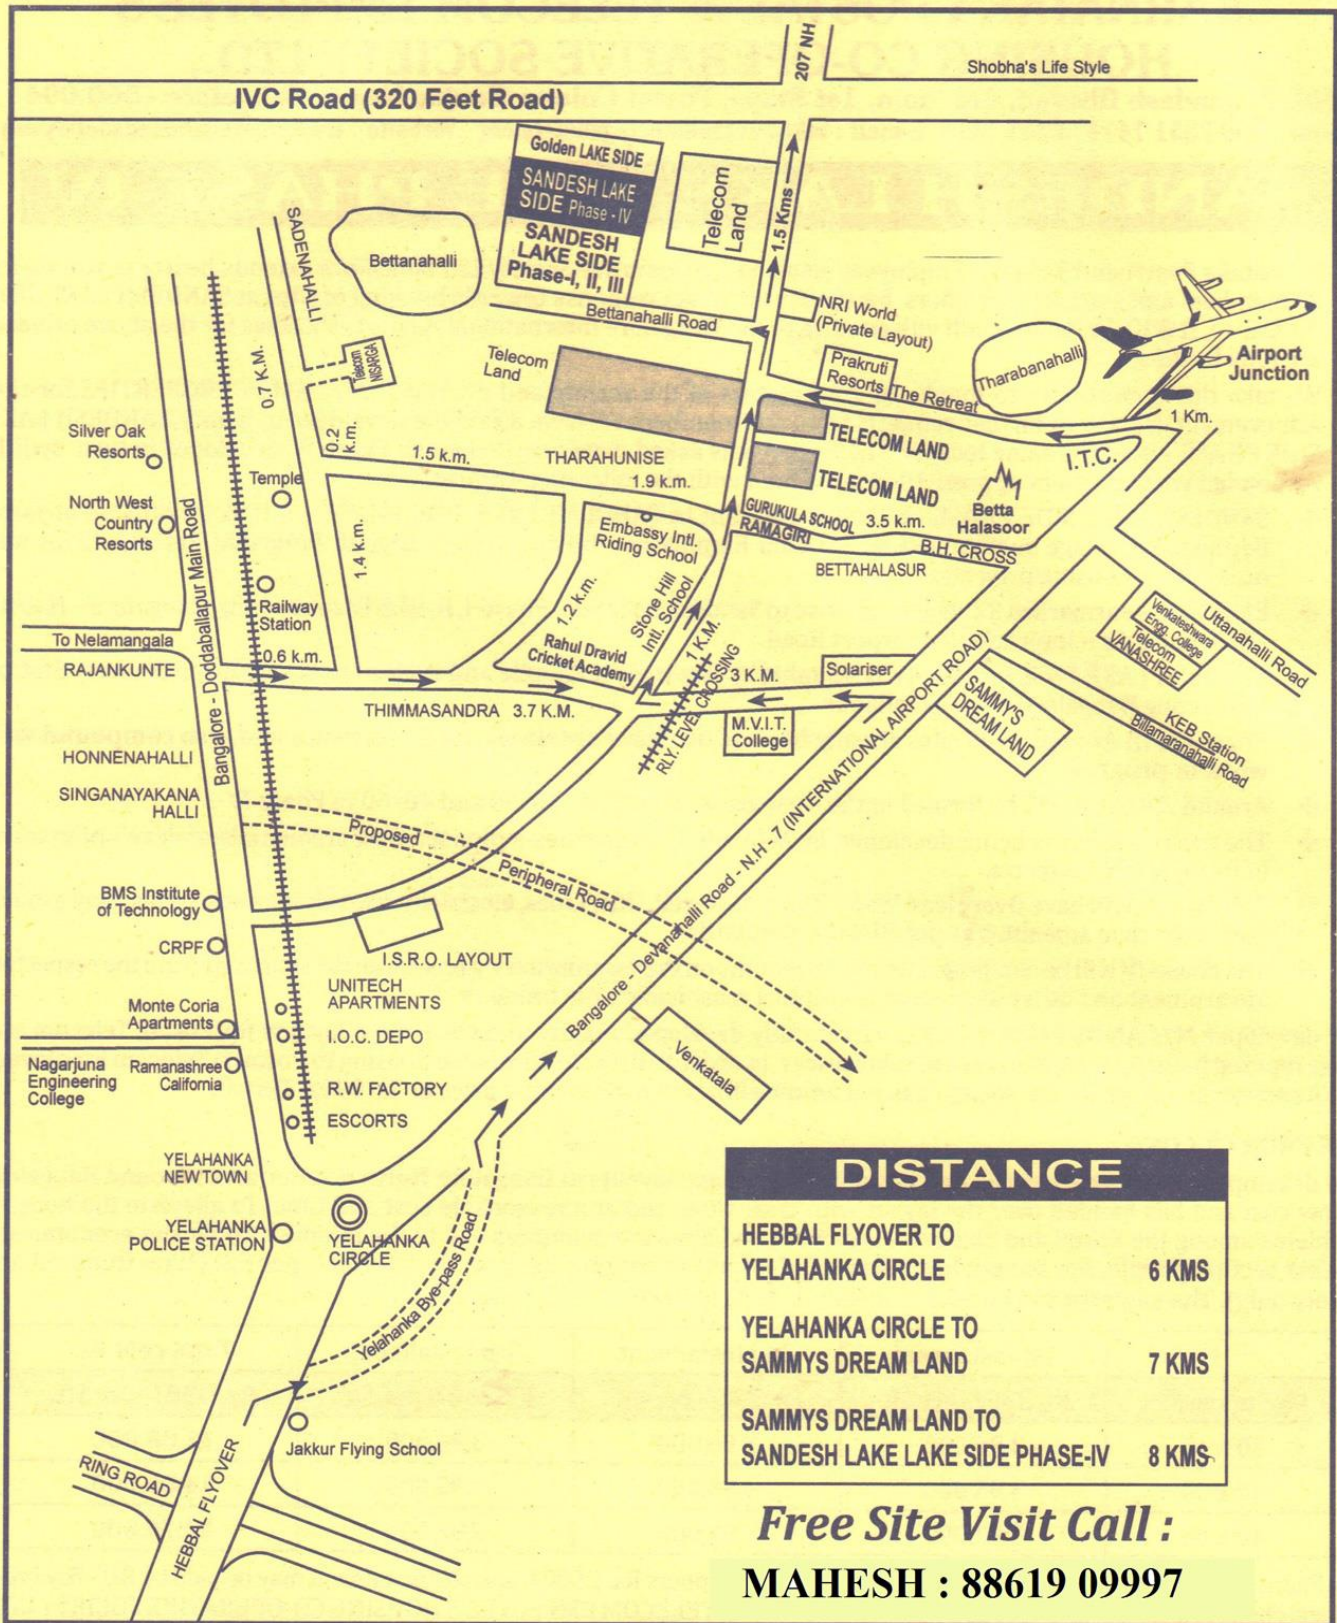 207 NH
Shobha's Life Style
IVC Road (320 Feet Road)
Golden LAKE SIDE
SANDESH LAKE
SIDE Phase - IV
SANDESH
LAKE SIDE
Phase-I, II, III
Telecom
Land
1.5 Kms
SADENAHALLI
Bettanahalli
Bettanahalli Road
NRI World
(Private Layout)
Tharabanahalli
Airport
Junction
0.7 K.M.
Telecom
NISARGA
Telecom
Land
Prakruti
Resorts
The Retreat
1 Km.
Silver Oak
Resorts
0.2
k.m.
1.5 k.m.
THARAHUNISE
TELECOM LAND
I.T.C.
Temple
1.9 k.m.
TELECOM LAND
North West
Country
Resorts
Betta
Halasoor
Embassy Intl.
Riding School
GURUKULA SCHOOL
3.5 k.m.
RAMAGIRI
B.H. CROSS
BETTAHALASUR
1.4 k.m.
Bangalore - Doddaballapur Main Road
Railway
Station
1.2 k.m.
Stone Hill
Intl. School
Venkateshwara
Engg. College
Telecom
VANASHREE
Uttanahalli Road
To Nelamangala
RAJANKUNTE
0.6 k.m.
Rahul Dravid
Cricket Academy
1 K.M.
RLY. LEVEL CROSSING
3 K.M.
Solariser
THIMMASANDRA 3.7 K.M.
M.V.I.T.
College
SAMMY'S
DREAM LAND
KEB Station
Billamaranahalli Road
HONNENAHALLI
SINGANAYAKANA
HALLI
Proposed
Peripheral Road
Bangalore - Devanahalli Road - N.H - 7 (INTERNATIONAL AIRPORT ROAD)
BMS Institute
of Technology
CRPF
I.S.R.O. LAYOUT
UNITECH
APARTMENTS
Monte Coria
Apartments
I.O.C. DEPO
Venkatala
Nagarjuna
Engineering
College
Ramanashree
California
R.W. FACTORY
ESCORTS
YELAHANKA
NEWTOWN
YELAHANKA
POLICE STATION
YELAHANKA
CIRCLE
Yelahanka Bye-pass Road
Jakkur Flying School
RING ROAD
HEBBAL FLYOVER
DISTANCE
HEBBAL FLYOVER TO
YELAHANKA CIRCLE 6 KMS
YELAHANKA CIRCLE TO
SAMMYS DREAM LAND 7 KMS
SAMMYS DREAM LAND TO
SANDESH LAKE LAKE SIDE PHASE-IV 8 KMS
Free Site Visit Call :
MAHESH : 88619 09997